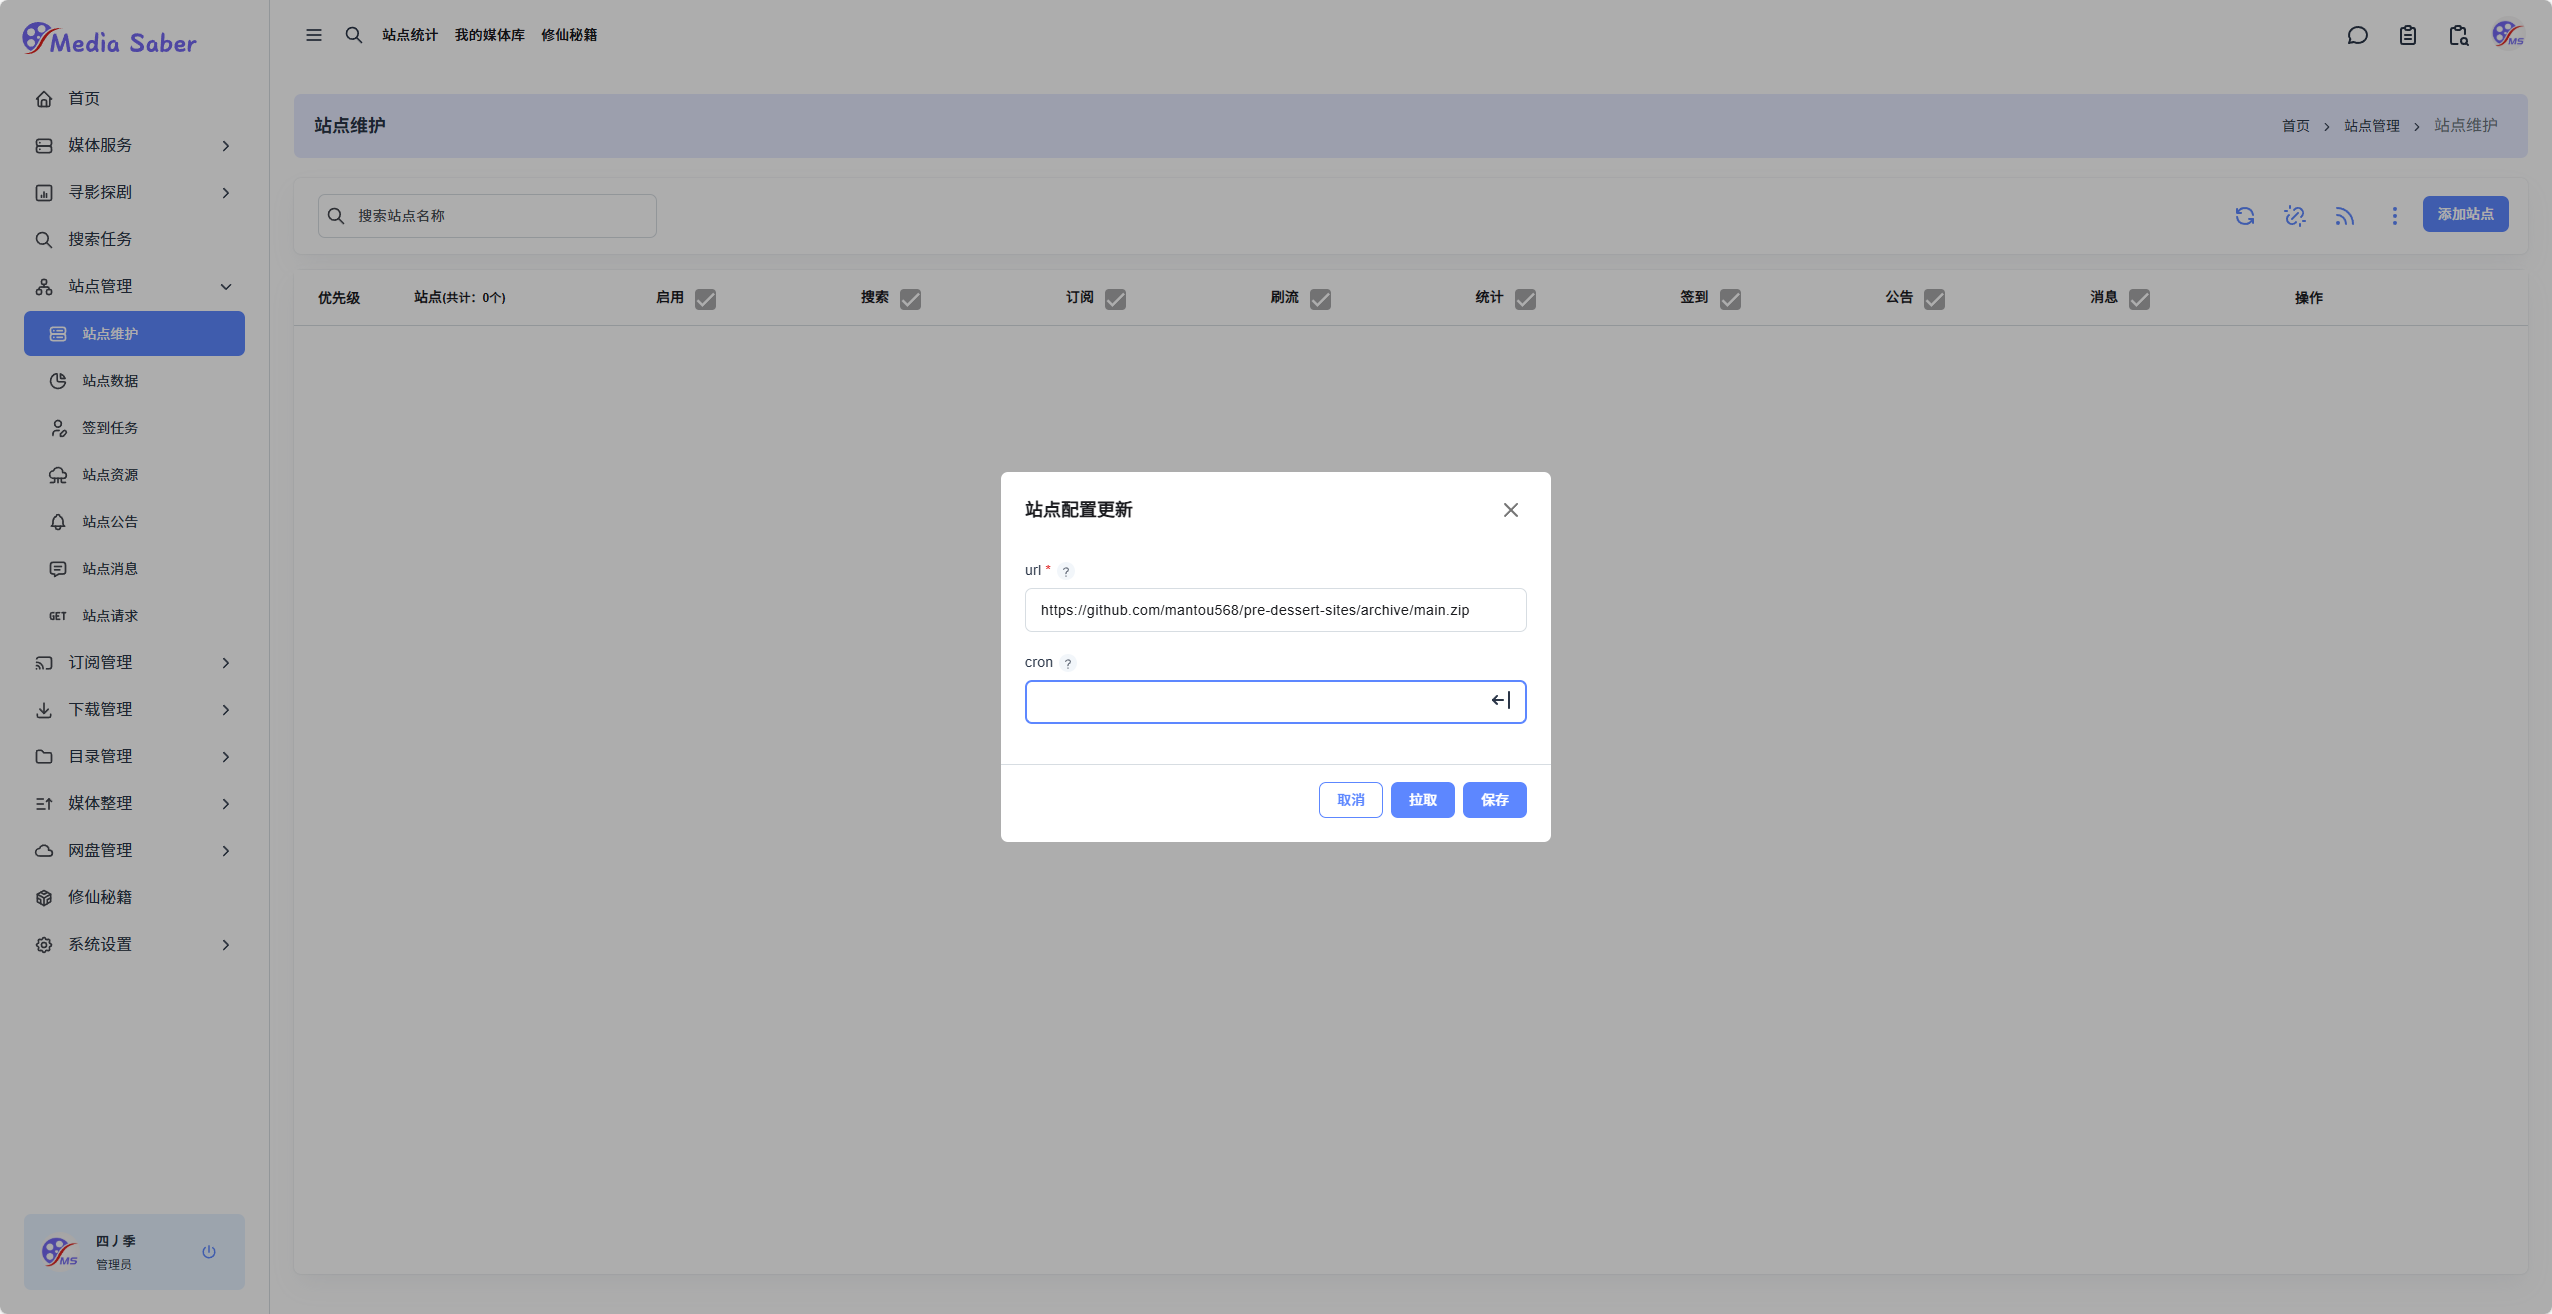 Media Saber
站点统计 我的媒体库 修仙秘籍
首页
媒体服务
寻影探剧
搜索任务
站点管理
站点维护
站点数据
签到任务
站点资源
站点公告
站点消息
GET 站点请求
订阅管理
下载管理
目录管理
媒体整理
网盘管理
修仙秘籍
系统设置
MS
四丿季
管理员
MS
站点维护
首页 > 站点管理 > 站点维护
搜索站点名称
添加站点
优先级 站点(共计：0个) 启用 搜索 订阅 刷流 统计 签到 公告 消息 操作
站点配置更新
url * ?
https://github.com/mantou568/pre-dessert-sites/archive/main.zip
cron ?
取消 拉取 保存